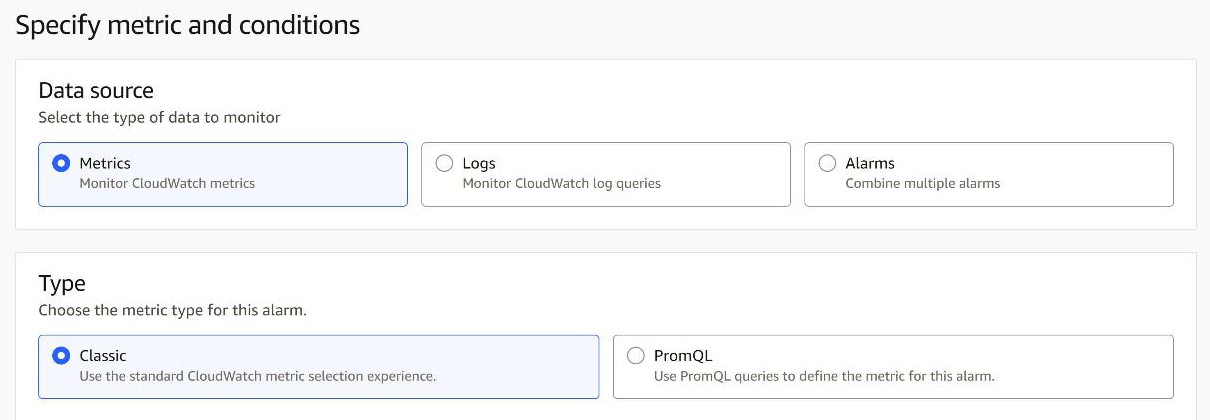 Specify metric and conditions
Data source
Select the type of data to monitor
Metrics
Monitor CloudWatch metrics
Logs
Monitor CloudWatch log queries
Alarms
Combine multiple alarms
Type
Choose the metric type for this alarm.
Classic
Use the standard CloudWatch metric selection experience.
PromQL
Use PromQL queries to define the metric for this alarm.